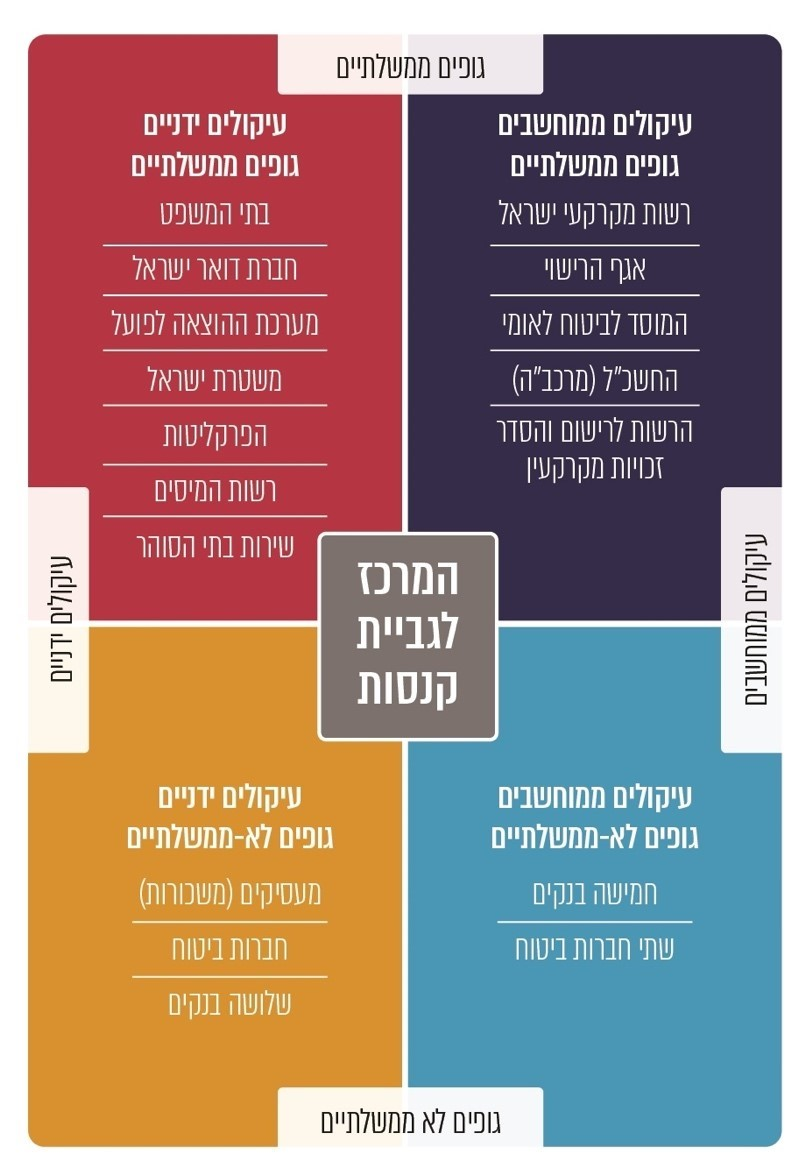 גופים ממשלתיים
עיקולים ממוחשבים
גופים ממשלתיים
רשות מקרקעי ישראל
אגף הרישוי
המוסד לביטוח לאומי
החשכ"ל (מרכב"ה)
הרשות לרישום והסדר
זכויות מקרקעין
עיקולים ידניים
גופים ממשלתיים
בתי המשפט
חברת דואר ישראל
מערכת ההוצאה לפועל
משטרת ישראל
הפרקליטות
רשות המיסים
שירות בתי הסוהר
עיקולים ממוחשבים
עיקולים ידניים
המרכז
לגביית
קנסות
עיקולים ממוחשבים
גופים לא-ממשלתיים
חמישה בנקים
שתי חברות ביטוח
עיקולים ידניים
גופים לא-ממשלתיים
מעסיקים (משכורות)
חברות ביטוח
שלושה בנקים
גופים לא ממשלתיים